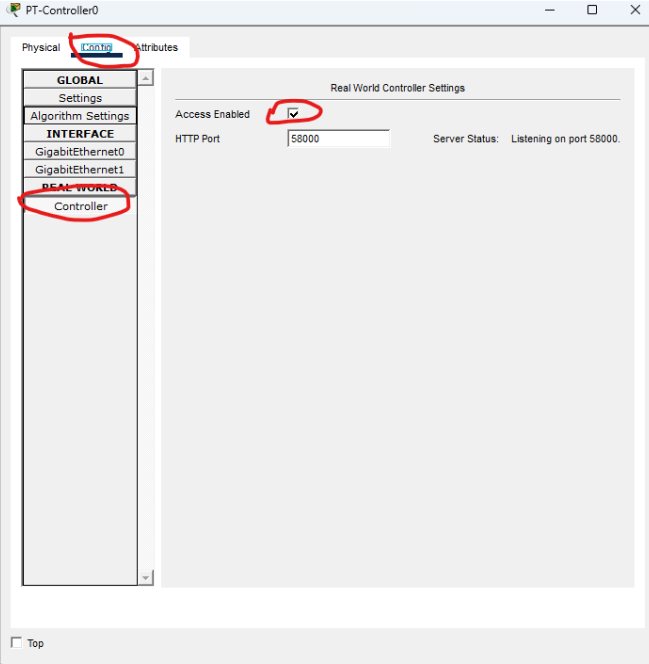 PT-Controller0
Physical Config Attributes
GLOBAL
Settings
Algorithm Settings
INTERFACE
GigabitEthernet0
GigabitEthernet1
REAL WORLD
Controller
Real World Controller Settings
Access Enabled
HTTP Port 58000 Server Status: Listening on port 58000.
Top